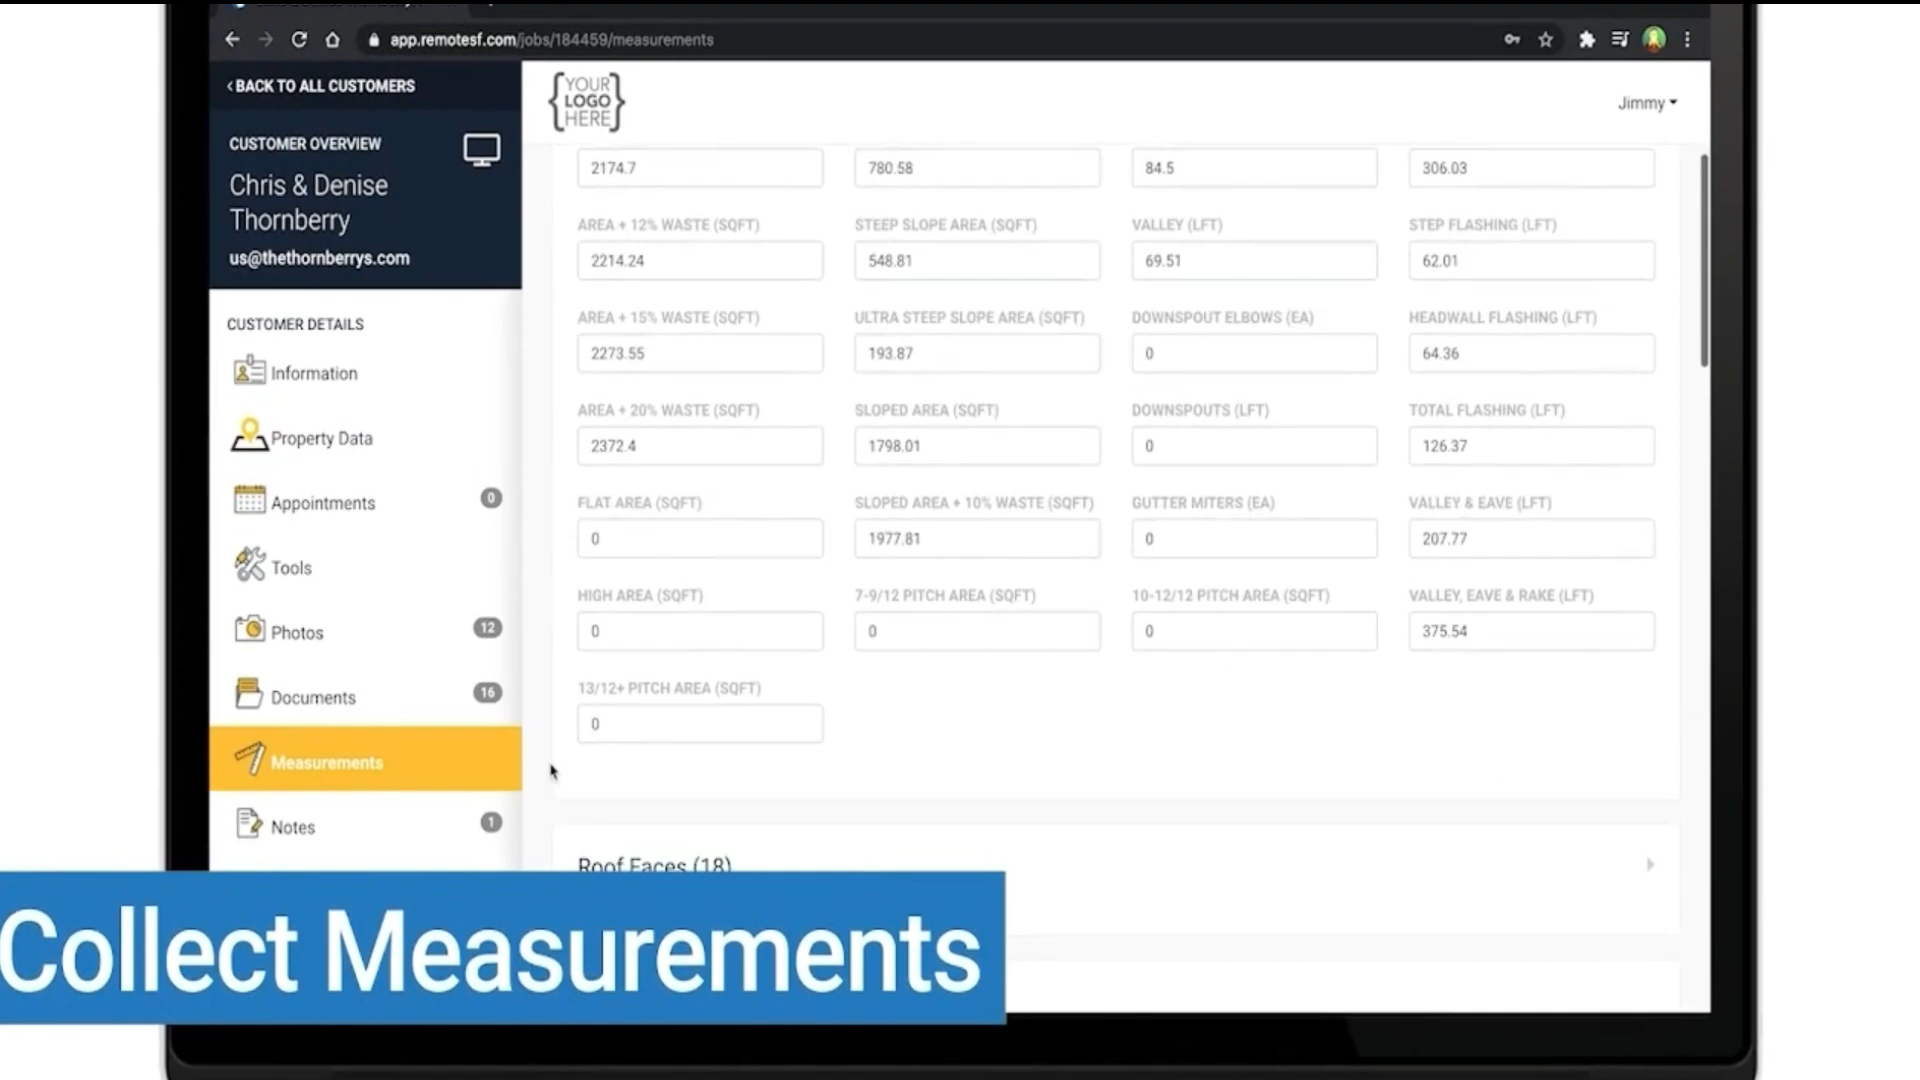 app.remotesf.com/jobs/184459/measurements
‹ BACK TO ALL CUSTOMERS
CUSTOMER OVERVIEW
Chris & Denise
Thornberry
us@thethornberrys.com
CUSTOMER DETAILS
Information
Property Data
Appointments 0
Tools
Photos 12
Documents 16
Measurements
Notes 1
{YOUR
LOGO
HERE}
Jimmy
2174.7 780.58 84.5 306.03
AREA + 12% WASTE (SQFT) STEEP SLOPE AREA (SQFT) VALLEY (LFT) STEP FLASHING (LFT)
2214.24 548.81 69.51 62.01
AREA + 15% WASTE (SQFT) ULTRA STEEP SLOPE AREA (SQFT) DOWNSPOUT ELBOWS (EA) HEADWALL FLASHING (LFT)
2273.55 193.87 0 64.36
AREA + 20% WASTE (SQFT) SLOPED AREA (SQFT) DOWNSPOUTS (LFT) TOTAL FLASHING (LFT)
2372.4 1798.01 0 126.37
FLAT AREA (SQFT) SLOPED AREA + 10% WASTE (SQFT) GUTTER MITERS (EA) VALLEY & EAVE (LFT)
0 1977.81 0 207.77
HIGH AREA (SQFT) 7-9/12 PITCH AREA (SQFT) 10-12/12 PITCH AREA (SQFT) VALLEY, EAVE & RAKE (LFT)
0 0 0 375.54
13/12+ PITCH AREA (SQFT)
0
Roof Faces (18)
Collect Measurements